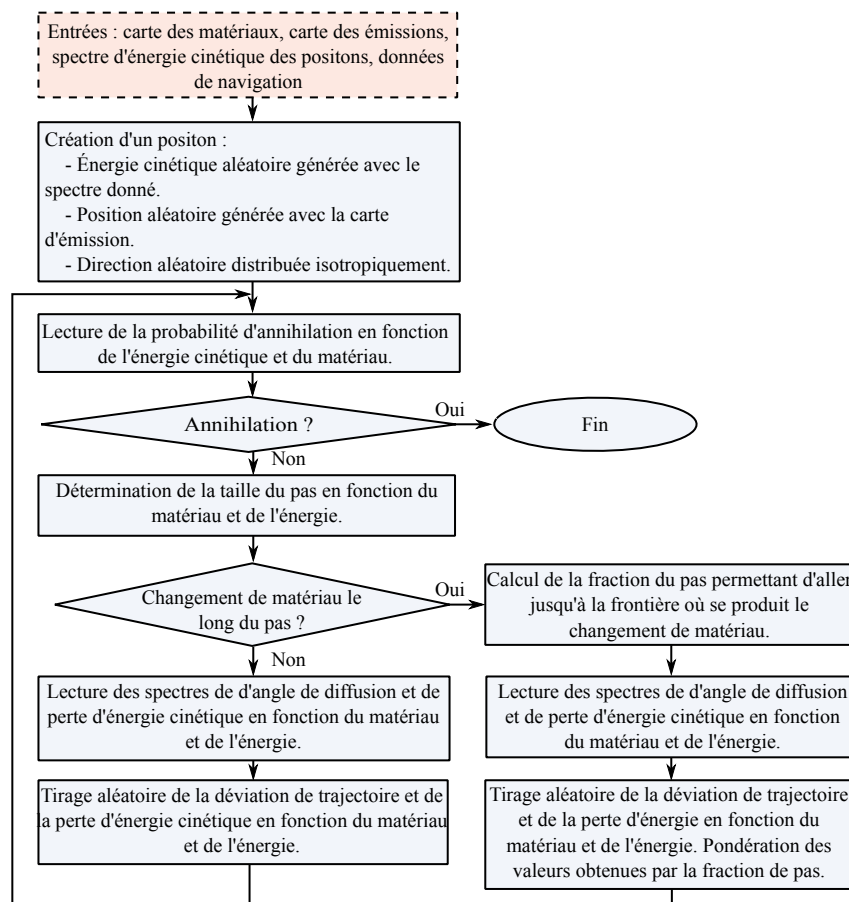 Entrées : carte des matériaux, carte des émissions,
spectre d'énergie cinétique des positons, données
de navigation
Création d'un positon :
- Énergie cinétique aléatoire générée avec le
spectre donné.
- Position aléatoire générée avec la carte
d'émission.
- Direction aléatoire distribuée isotropiquement.
Lecture de la probabilité d'annihilation en fonction
de l'énergie cinétique et du matériau.
Annihilation ?
Oui
Fin
Non
Détermination de la taille du pas en fonction du
matériau et de l'énergie.
Changement de matériau le
long du pas ?
Oui
Calcul de la fraction du pas permettant d'aller
jusqu'à la frontière où se produit le
changement de matériau.
Non
Lecture des spectres de d'angle de diffusion et de
perte d'énergie cinétique en fonction du matériau
et de l'énergie.
Lecture des spectres de d'angle de diffusion
et de perte d'énergie cinétique en fonction
du matériau et de l'énergie.
Tirage aléatoire de la déviation de trajectoire et de
la perte d'énergie cinétique en fonction du matériau
et de l'énergie.
Tirage aléatoire de la déviation de trajectoire
et de la perte d'énergie en fonction du
matériau et de l'énergie. Pondération des
valeurs obtenues par la fraction de pas.